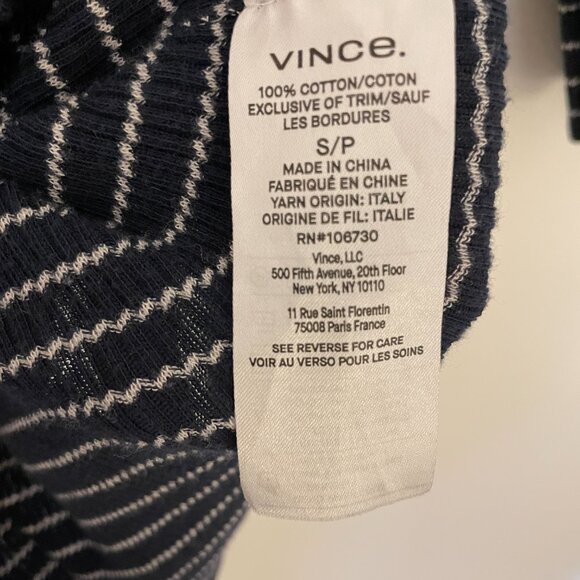 VINCE.
100% COTTON/COTON
EXCLUSIVE OF TRIM/SAUF
LES BORDURES
S/P
MADE IN CHINA
FABRIQUÉ EN CHINE
YARN ORIGIN: ITALY
ORIGINE DE FIL: ITALIE
RN#106730
Vince, LLC
500 Fifth Avenue, 20th Floor
New York, NY 10110
11 Rue Saint Florentin
75008 Paris France
SEE REVERSE FOR CARE
VOIR AU VERSO POUR LES SOINS